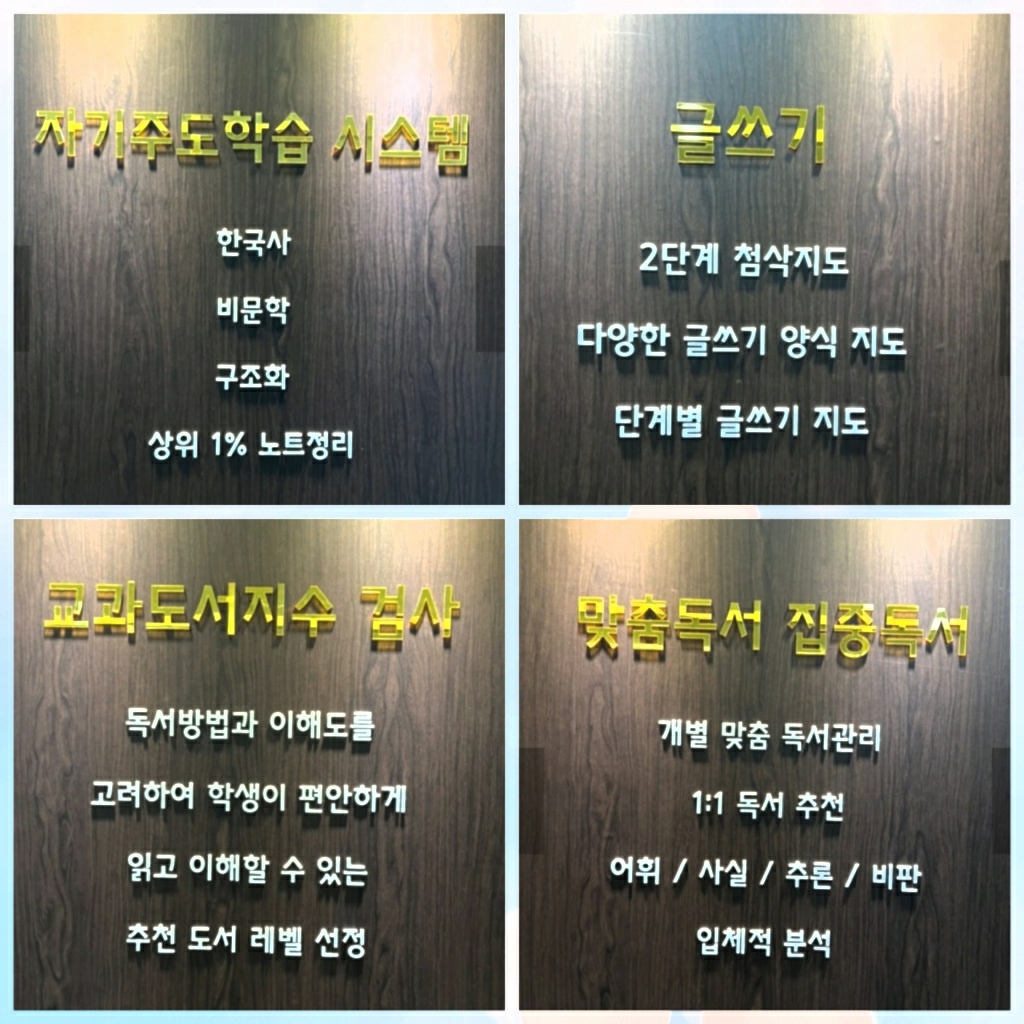 자기주도학습 시스템
한국사
비문학
구조화
상위 1% 노트정리
글쓰기
2단계 첨삭지도
다양한 글쓰기 양식 지도
단계별 글쓰기 지도
교과도서지수 검사
독서방법과 이해도를
고려하여 학생이 편안하게
읽고 이해할 수 있는
추천 도서 레벨 선정
맞춤독서 집중독서
개별 맞춤 독서관리
1:1 독서 추천
어휘 / 사실 / 추론 / 비판
입체적 분석